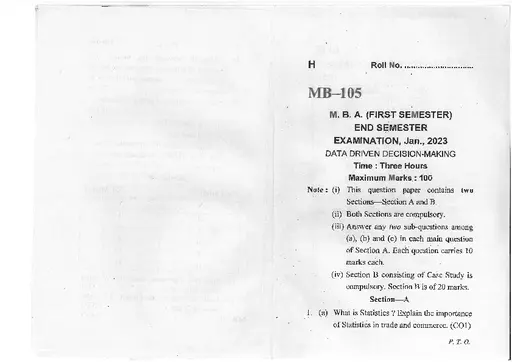 H Roll No. ..............................
MB–105
M. B. A. (FIRST SEMESTER)
END SEMESTER
EXAMINATION, Jan., 2023
DATA DRIVEN DECISION-MAKING
Time : Three Hours
Maximum Marks : 100
Note : (i) This question paper contains two
Sections—Section A and B.
(ii) Both Sections are compulsory.
(iii) Answer any two sub-questions among
(a), (b) and (c) in each main question
of Section A. Each question carries 10
marks each.
(iv) Section B consisting of Case Study is
compulsory. Section B is of 20 marks.
Section—A
1. (a) What is Statistics ? Explain the importance
of Statistics in trade and commerce. (CO1)
P. T. O.